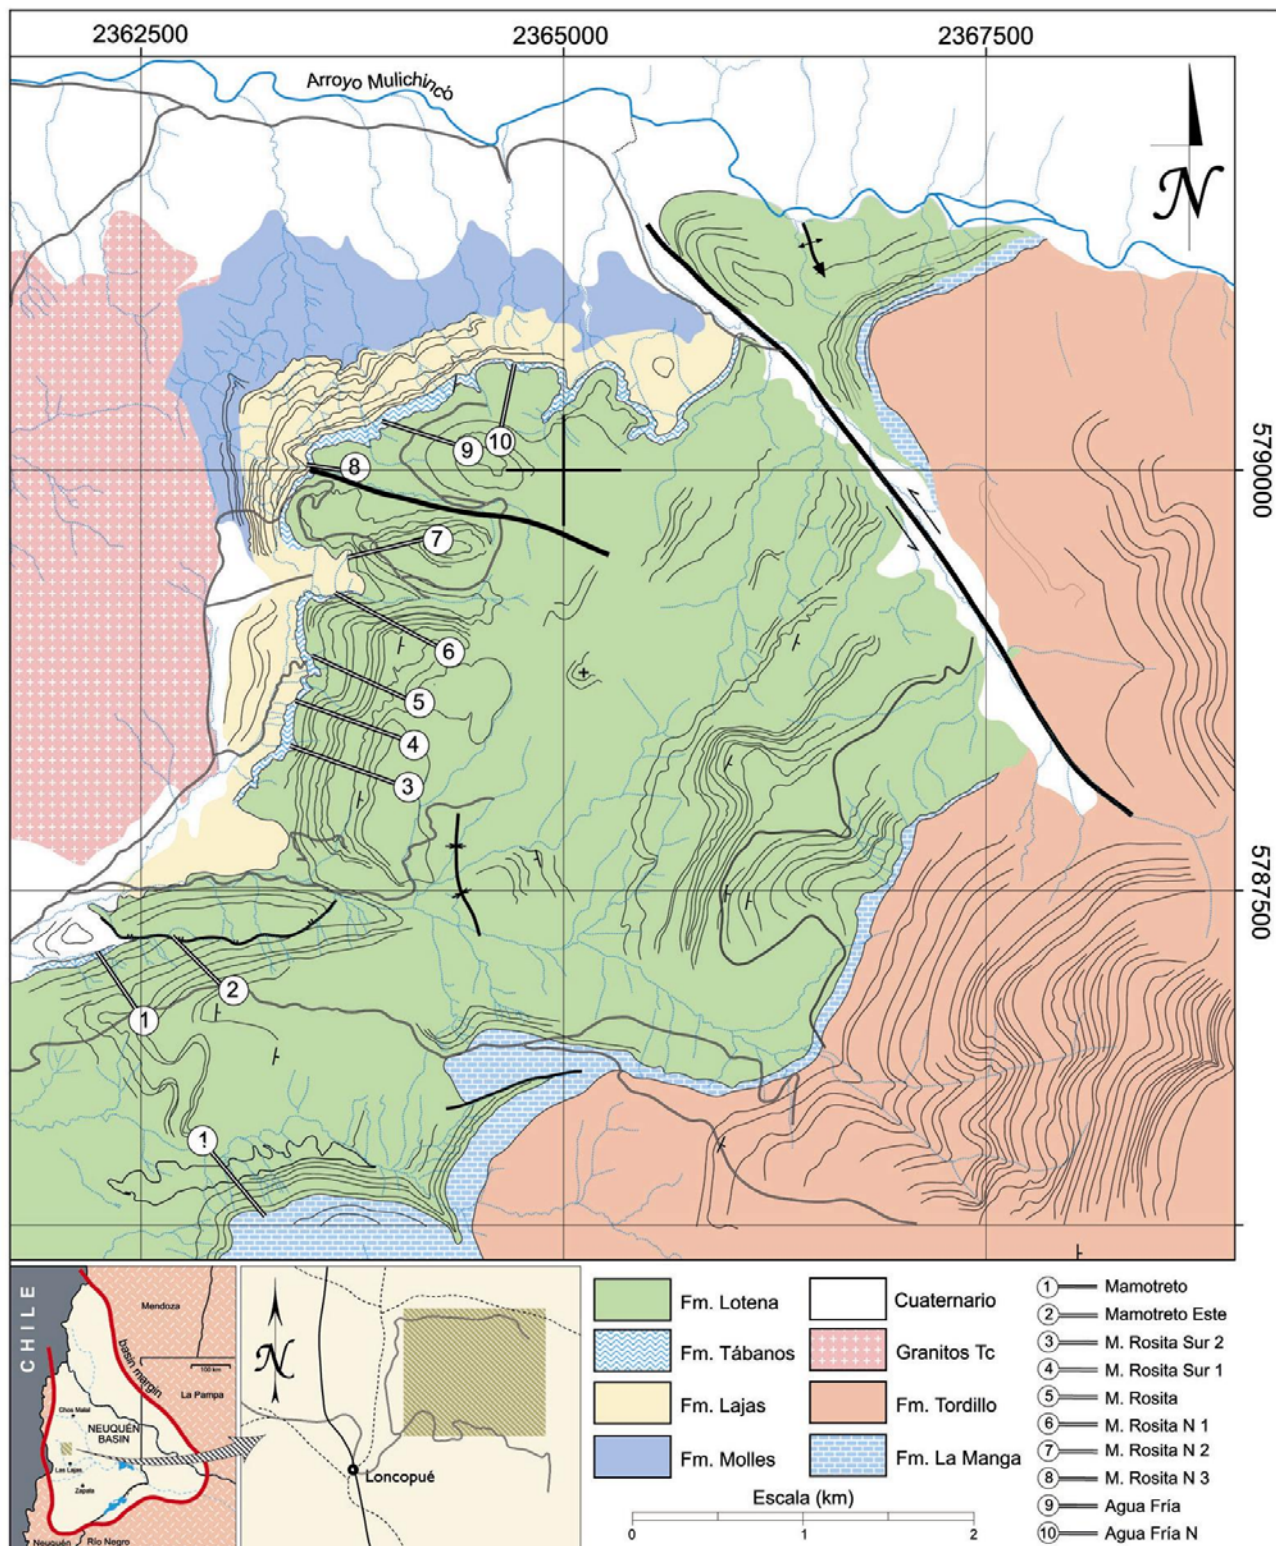 2362500 2365000 2367500
Arroyo Mulichincó
N
5790000
5787500
10
9
8
7
6
5
4
3
2
1
1
CHILE
Mendoza
basin margin
100 km
La Pampa
Chos Malal
NEUQUÉN
BASIN
Las Lajas
Zapala
Neuquén
Río Negro
N
Loncopué
Fm. Lotena
Fm. Tábanos
Fm. Lajas
Fm. Molles
Cuaternario
Granitos Tc
Fm. Tordillo
Fm. La Manga
Escala (km)
0 1 2
1 Mamotreto
2 Mamotreto Este
3 M. Rosita Sur 2
4 M. Rosita Sur 1
5 M. Rosita
6 M. Rosita N 1
7 M. Rosita N 2
8 M. Rosita N 3
9 Agua Fría
10 Agua Fría N